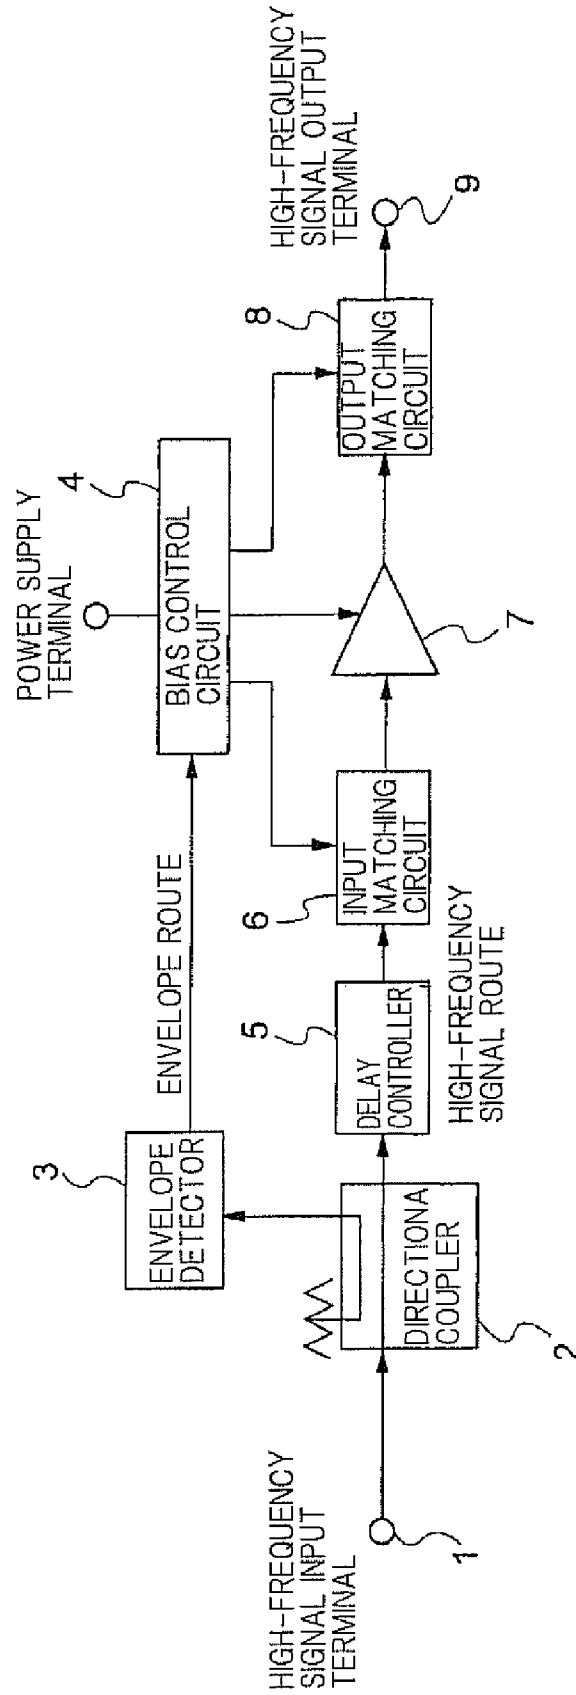 HIGH-FREQUENCY
SIGNAL INPUT
TERMINAL
1
DIRECTIONA
COUPLER
2
ENVELOPE
DETECTOR
3
ENVELOPE ROUTE
POWER SUPPLY
TERMINAL
BIAS CONTROL
CIRCUIT
4
DELAY
CONTROLLER
5
HIGH-FREQUENCY
SIGNAL ROUTE
INPUT
MATCHING
CIRCUIT
6
7
OUTPUT
MATCHING
CIRCUIT
8
HIGH-FREQUENCY
SIGNAL OUTPUT
TERMINAL
9